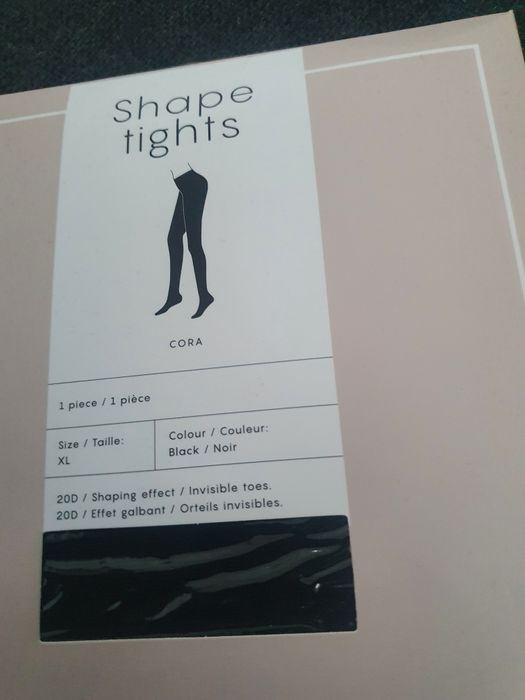 Shape
tights
CORA
1 piece / 1 pièce
Size / Taille:
XL
Colour / Couleur:
Black / Noir
20D / Shaping effect / Invisible toes.
20D / Effet galbant / Orteils invisibles.